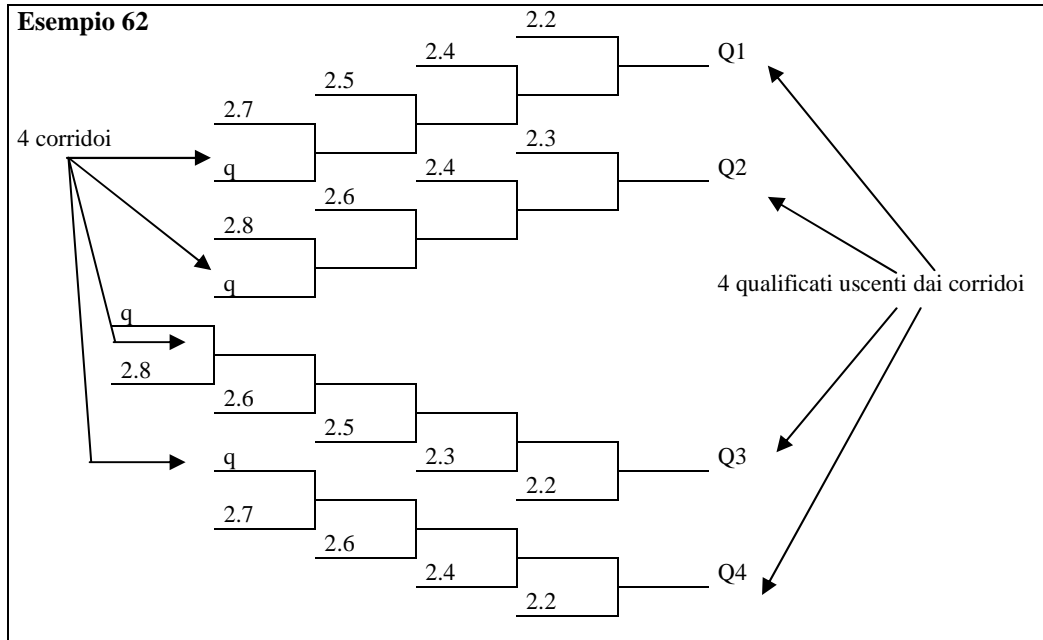 Esempio 62
2.2
2.4
Q1
2.5
2.7
4 corridoi
2.3
q
2.4
Q2
2.6
2.8
q
4 qualificati uscenti dai corridoi
q
2.8
2.6
2.5
q
2.3
Q3
2.2
2.7
2.6
2.4
Q4
2.2